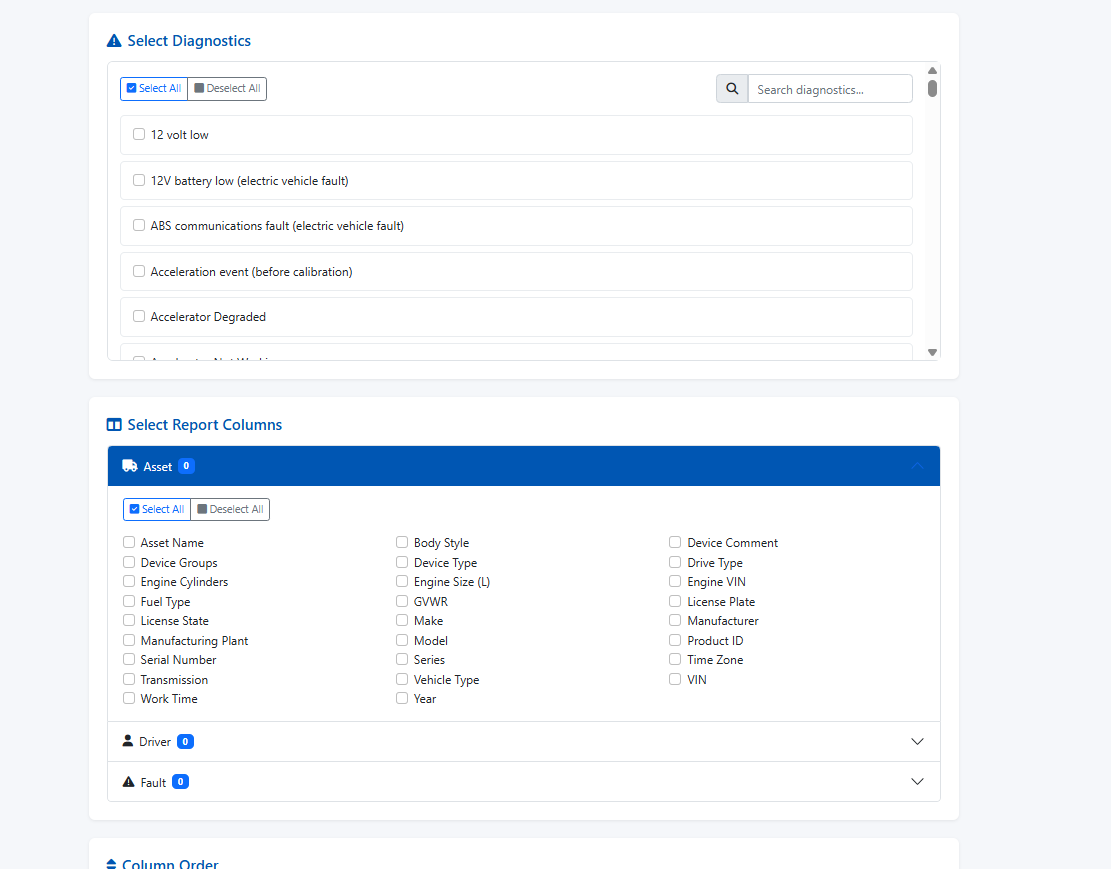 Select Diagnostics
Select All Deselect All Search diagnostics...
12 volt low
12V battery low (electric vehicle fault)
ABS communications fault (electric vehicle fault)
Acceleration event (before calibration)
Accelerator Degraded
Select Report Columns
Asset 0
Select All Deselect All
Asset Name Body Style Device Comment
Device Groups Device Type Drive Type
Engine Cylinders Engine Size (L) Engine VIN
Fuel Type GVWR License Plate
License State Make Manufacturer
Manufacturing Plant Model Product ID
Serial Number Series Time Zone
Transmission Vehicle Type VIN
Work Time Year
Driver 0
Fault 0
Column Order